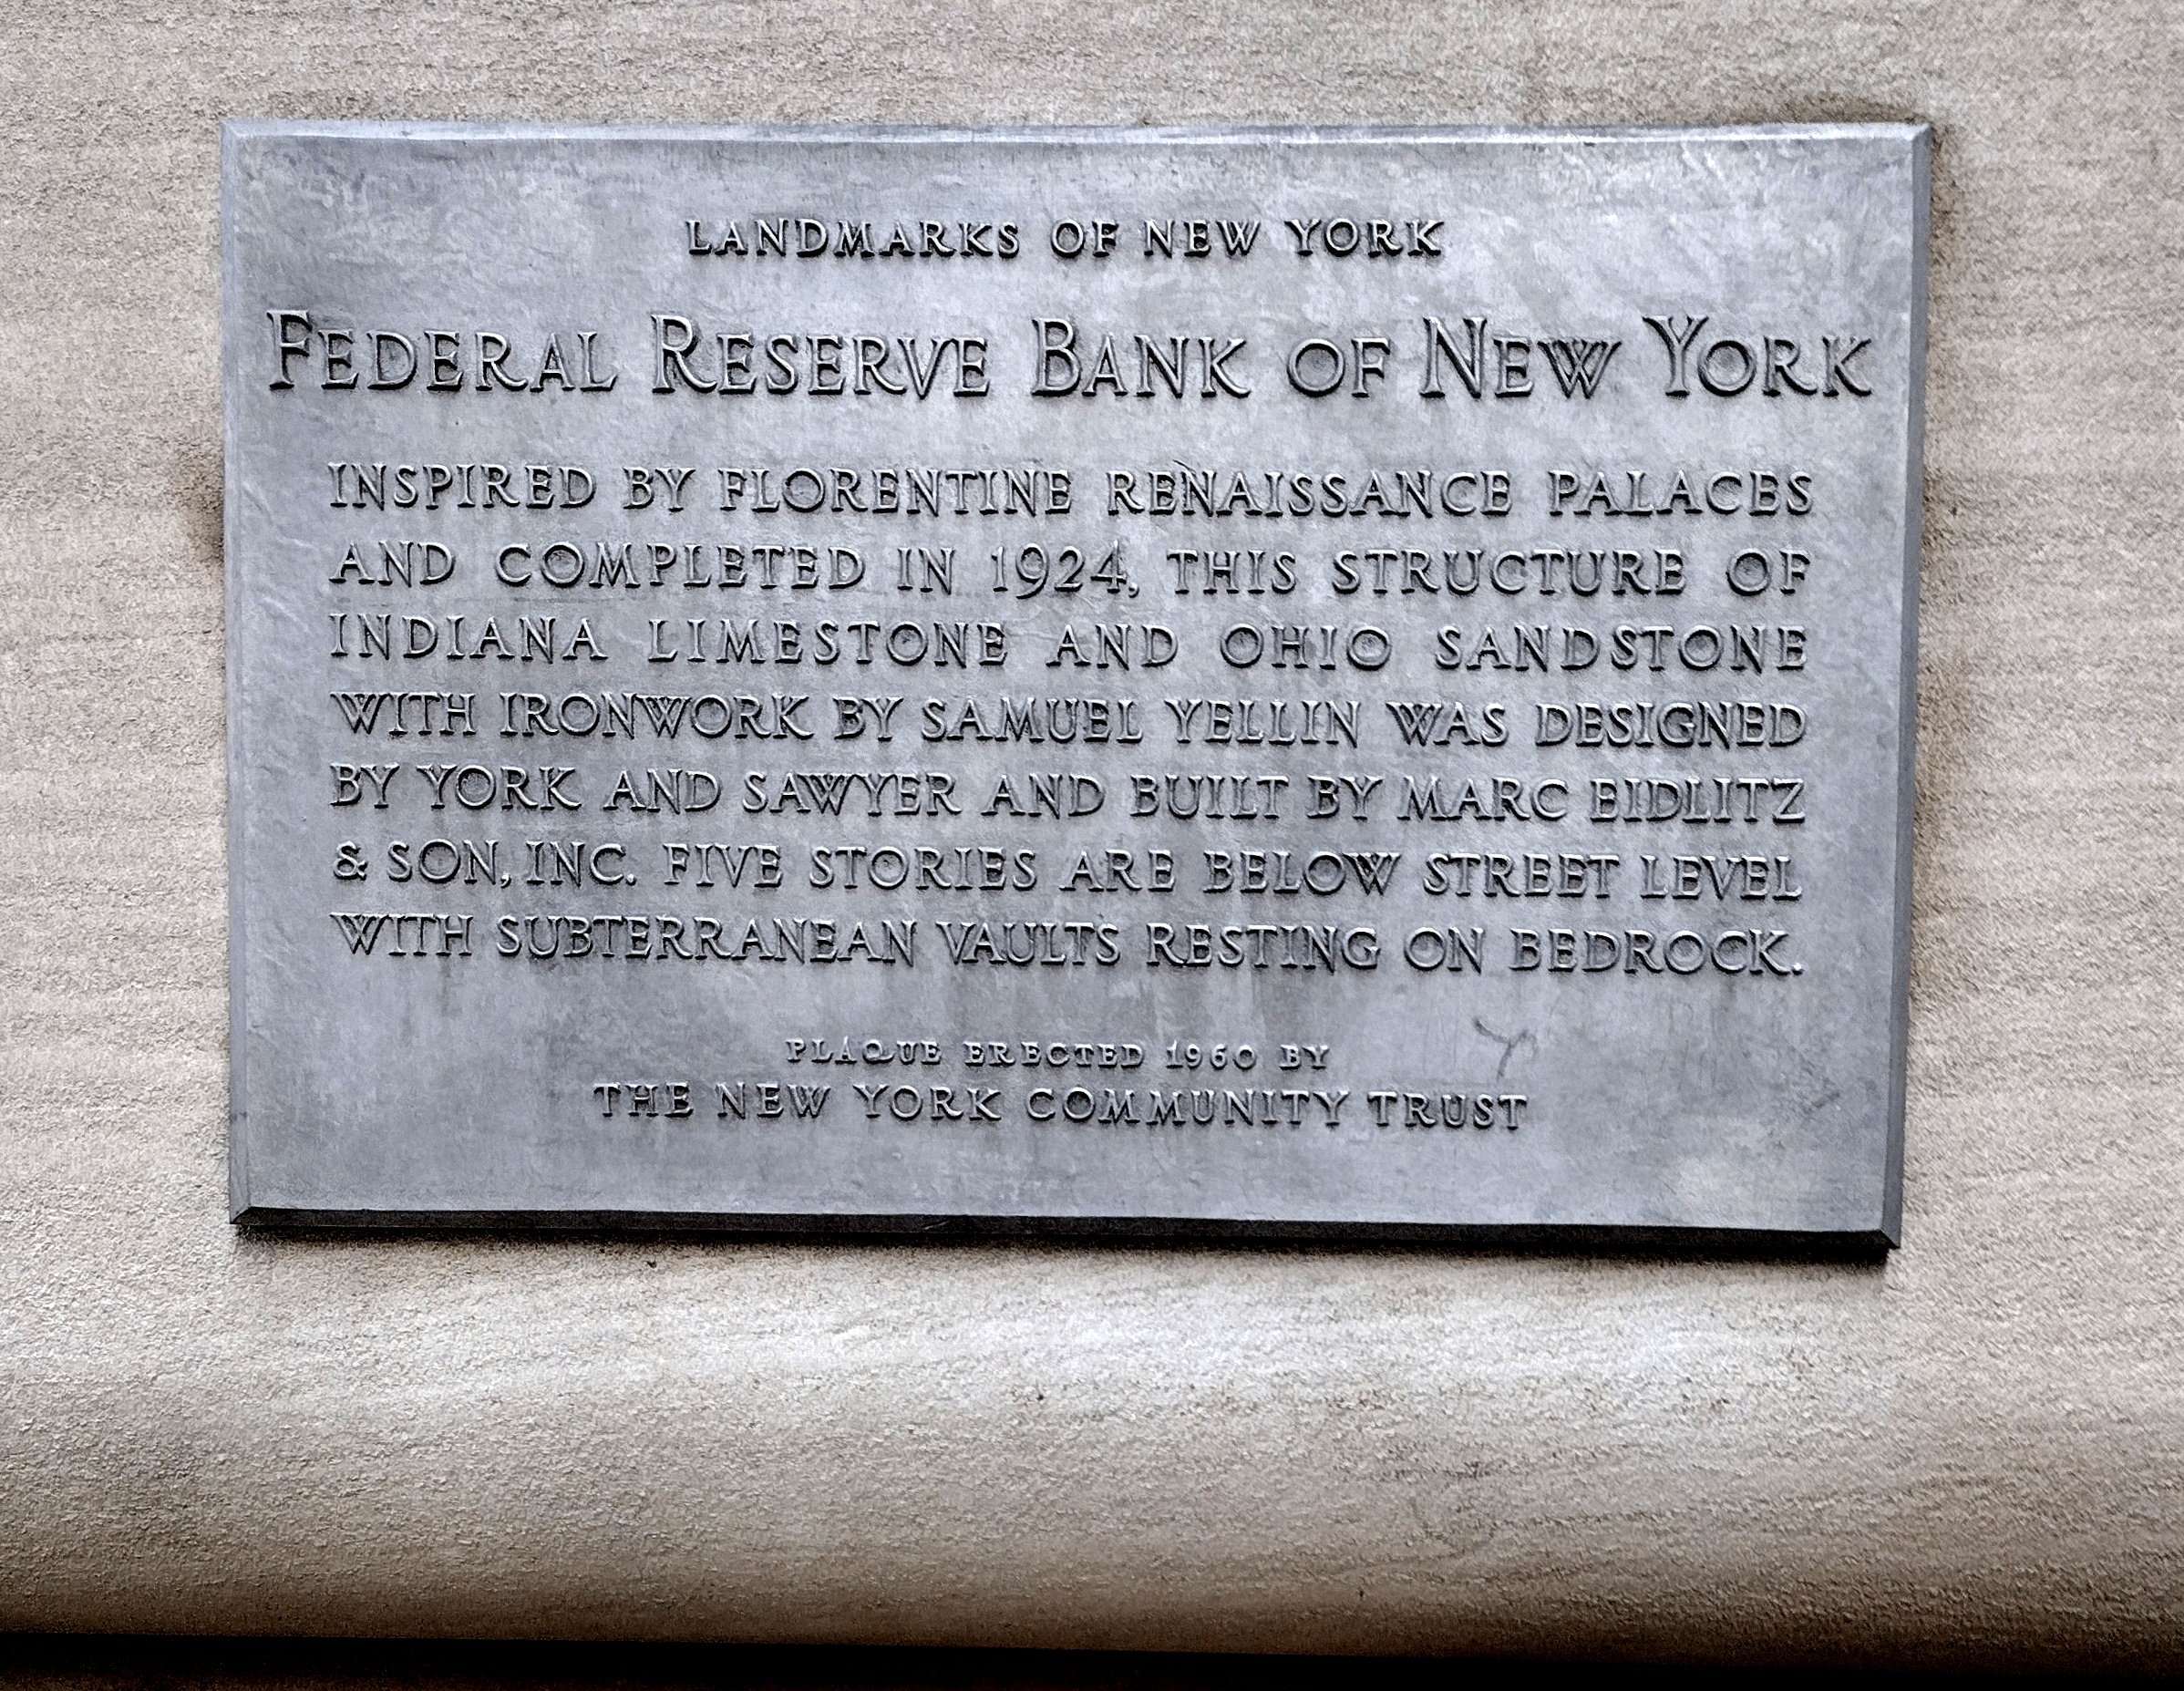 LANDMARKS OF NEW YORK
FEDERAL RESERVE BANK OF NEW YORK
INSPIRED BY FLORENTINE RENAISSANCE PALACES
AND COMPLETED IN 1924, THIS STRUCTURE OF
INDIANA LIMESTONE AND OHIO SANDSTONE
WITH IRONWORK BY SAMUEL YELLIN WAS DESIGNED
BY YORK AND SAWYER AND BUILT BY MARC EIDLITZ
& SON, INC. FIVE STORIES ARE BELOW STREET LEVEL
WITH SUBTERRANEAN VAULTS RESTING ON BEDROCK.
PLAQUE ERECTED 1960 BY
THE NEW YORK COMMUNITY TRUST